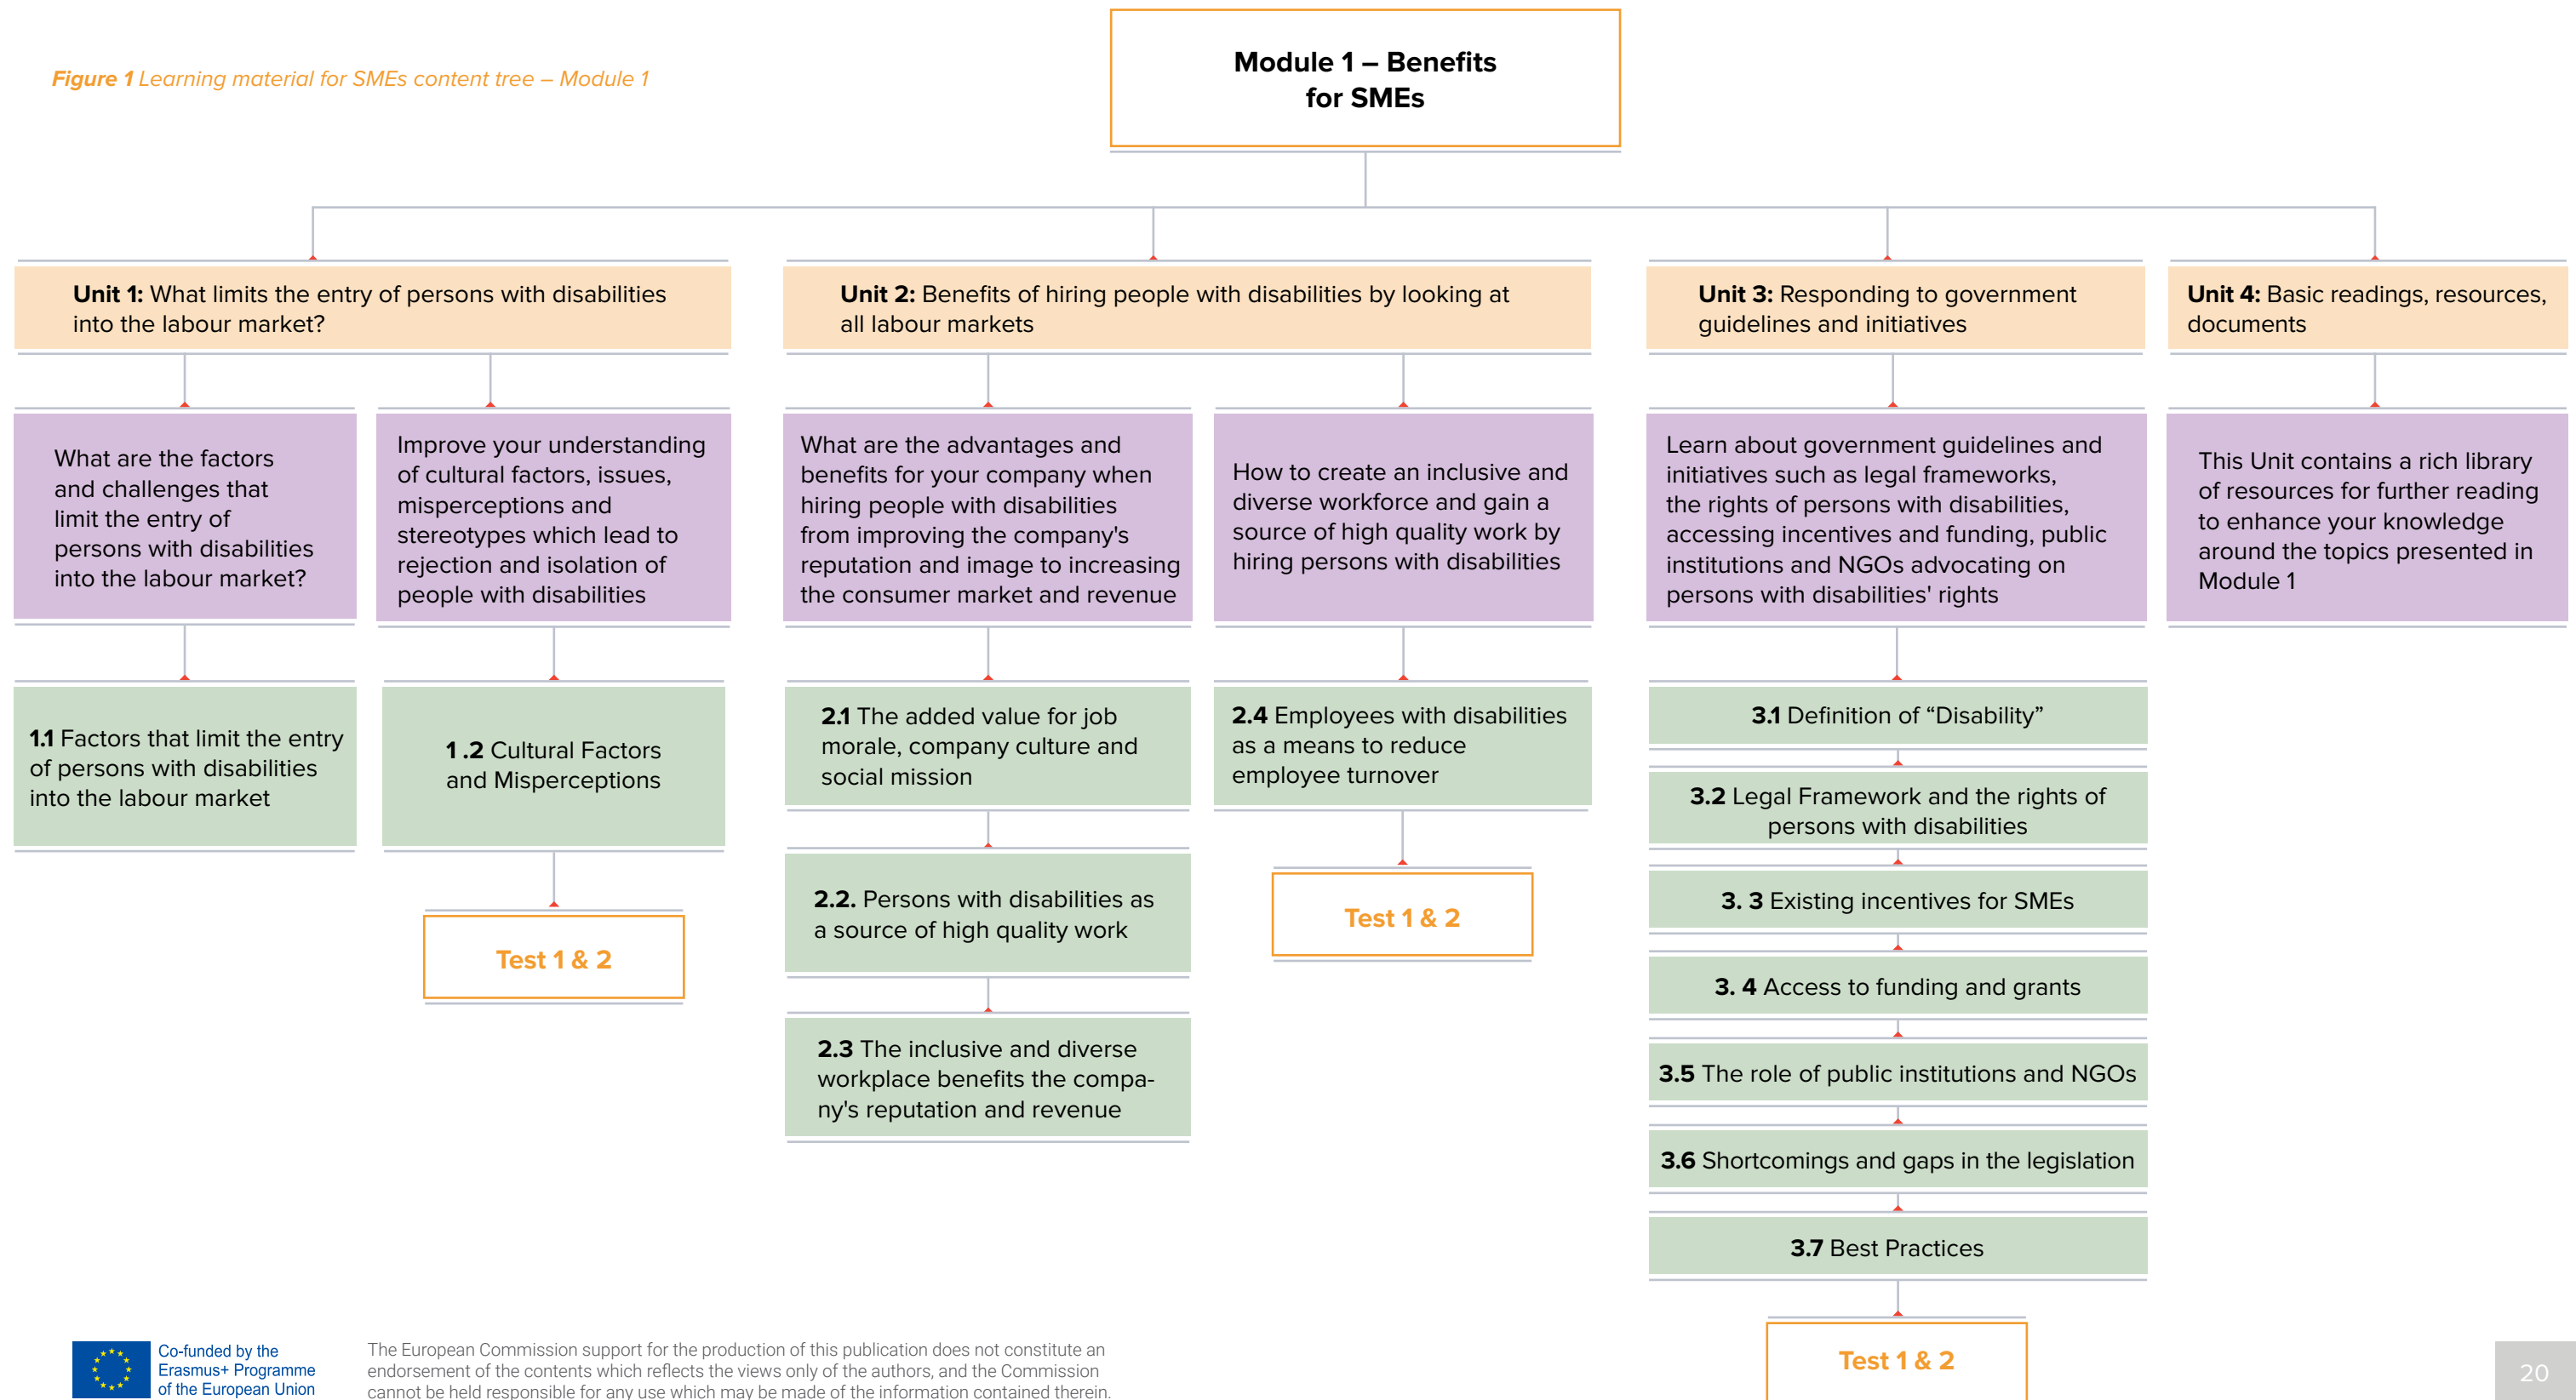 Figure 1 Learning material for SMEs content tree – Module 1
Module 1 – Benefits
for SMEs
Unit 1: What limits the entry of persons with disabilities
into the labour market?
Unit 2: Benefits of hiring people with disabilities by looking at
all labour markets
Unit 3: Responding to government
guidelines and initiatives
Unit 4: Basic readings, resources,
documents
What are the factors
and challenges that
limit the entry of
persons with disabilities
into the labour market?
Improve your understanding
of cultural factors, issues,
misperceptions and
stereotypes which lead to
rejection and isolation of
people with disabilities
What are the advantages and
benefits for your company when
hiring people with disabilities
from improving the company's
reputation and image to increasing
the consumer market and revenue
How to create an inclusive and
diverse workforce and gain a
source of high quality work by
hiring persons with disabilities
Learn about government guidelines and
initiatives such as legal frameworks,
the rights of persons with disabilities,
accessing incentives and funding, public
institutions and NGOs advocating on
persons with disabilities' rights
This Unit contains a rich library
of resources for further reading
to enhance your knowledge
around the topics presented in
Module 1
1.1 Factors that limit the entry
of persons with disabilities
into the labour market
1 .2 Cultural Factors
and Misperceptions
Test 1 & 2
2.1 The added value for job
morale, company culture and
social mission
2.2. Persons with disabilities as
a source of high quality work
2.3 The inclusive and diverse
workplace benefits the compa-
ny's reputation and revenue
2.4 Employees with disabilities
as a means to reduce
employee turnover
Test 1 & 2
3.1 Definition of “Disability”
3.2 Legal Framework and the rights of
persons with disabilities
3. 3 Existing incentives for SMEs
3. 4 Access to funding and grants
3.5 The role of public institutions and NGOs
3.6 Shortcomings and gaps in the legislation
3.7 Best Practices
Test 1 & 2
Co-funded by the
Erasmus+ Programme
of the European Union
The European Commission support for the production of this publication does not constitute an
endorsement of the contents which reflects the views only of the authors, and the Commission
cannot be held responsible for any use which may be made of the information contained therein.
20